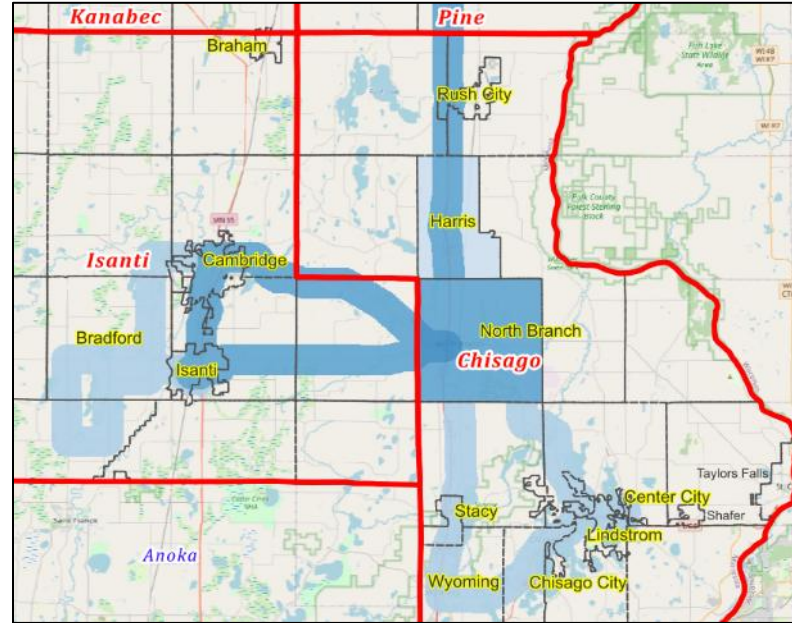 Kanabec
Pine
Braham
Rush City
Harris
Isanti
Cambridge
Bradford
North Branch
Chisago
Isanti
Taylors Falls
Center City
Stacy
Shafer
Lindstrom
Anoka
Wyoming
Chisago City